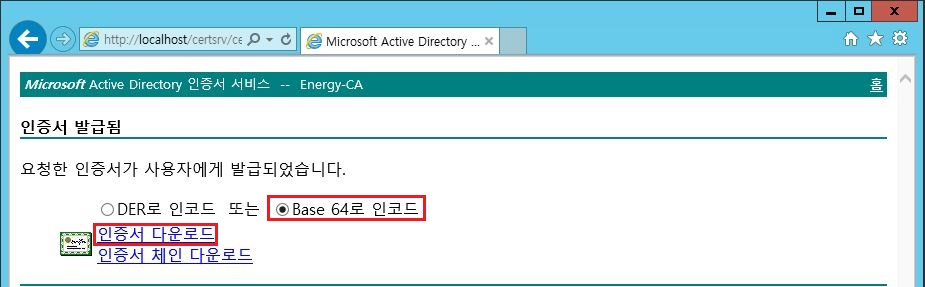 http://localhost/certsrv/ce
Microsoft Active Directory ...
Microsoft Active Directory 인증서 서비스 -- Energy-CA
홈
인증서 발급됨
요청한 인증서가 사용자에게 발급되었습니다.
DER로 인코드 또는 Base 64로 인코드
인증서 다운로드
인증서 체인 다운로드